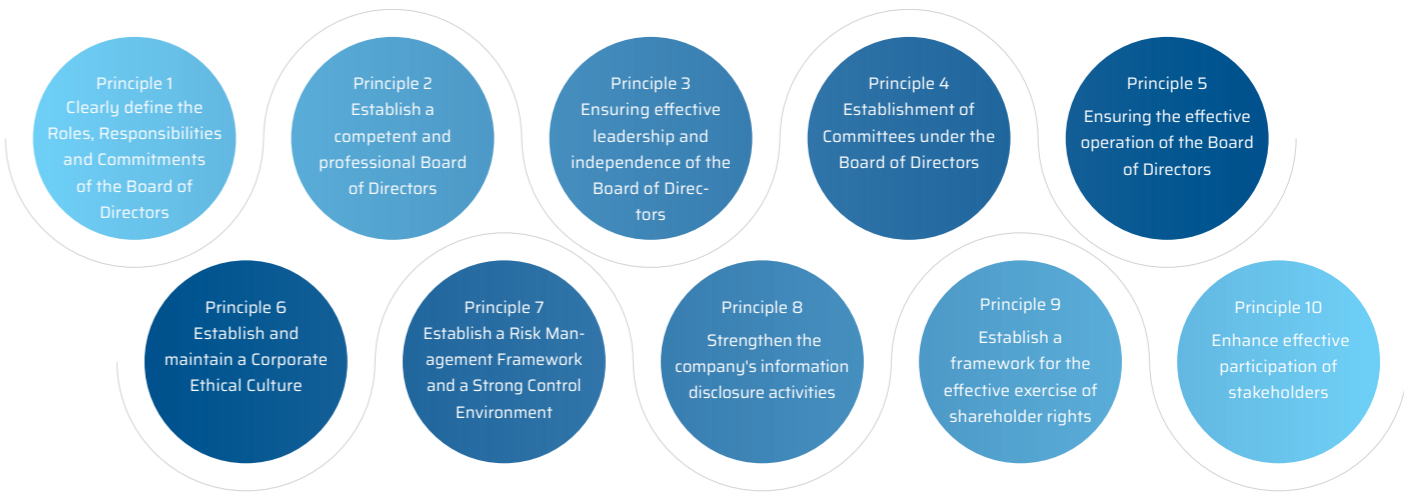 Principle 1
Clearly define the
Roles, Responsibilities
and Commitments
of the Board of
Directors
Principle 2
Establish a
competent and
professional Board
of Directors
Principle 3
Ensuring effective
leadership and
independence of the
Board of Direc-
tors
Principle 4
Establishment of
Committees under the
Board of Directors
Principle 5
Ensuring the effective
operation of the Board
of Directors
Principle 6
Establish and
maintain a Corporate
Ethical Culture
Principle 7
Establish a Risk Man-
agement Framework
and a Strong Control
Environment
Principle 8
Strengthen the
company's information
disclosure activities
Principle 9
Establish a
framework for the
effective exercise of
shareholder rights
Principle 10
Enhance effective
participation of
stakeholders